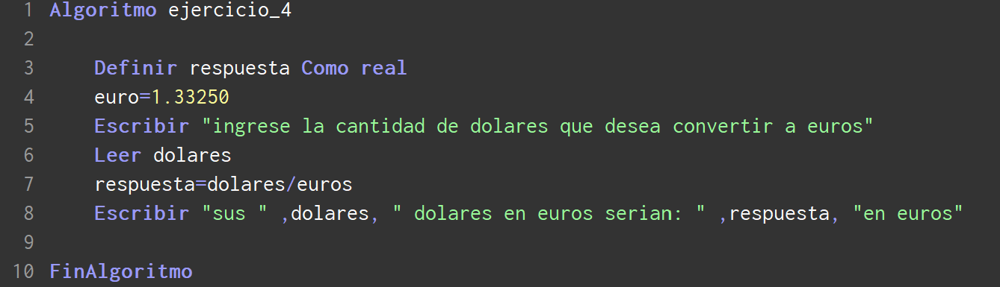 1 Algoritmo ejercicio_4
2
3 Definir respuesta Como real
4 euro=1.33250
5 Escribir "ingrese la cantidad de dolares que desea convertir a euros"
6 Leer dolares
7 respuesta=dolares/euros
8 Escribir "sus " ,dolares, " dolares en euros serian: " ,respuesta, "en euros"
9
10 FinAlgoritmo